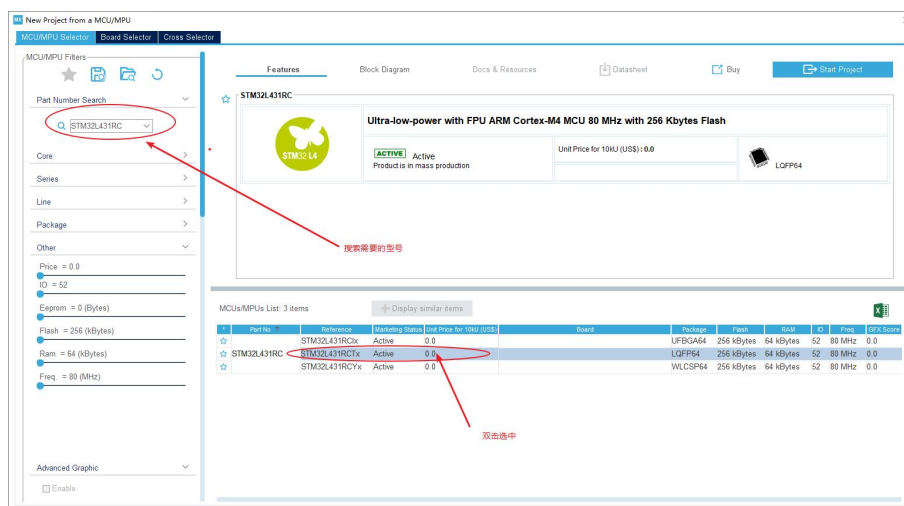 MX New Project from a MCU/MPU
MCU/MPU Selector Board Selector Cross Selector
MCU/MPU Filters
Part Number Search
STM32L431RC
Core
Series
Line
Package
Other
Price = 0.0
IO = 52
Eeprom = 0 (Bytes)
Flash = 256 (kBytes)
Ram = 64 (kBytes)
Freq. = 80 (MHz)
Advanced Graphic
Enable
Features Block Diagram Docs & Resources Datasheet Buy Start Project
STM32L431RC
STM32 L4
Ultra-low-power with FPU ARM Cortex-M4 MCU 80 MHz with 256 Kbytes Flash
ACTIVE Active
Product is in mass production
Unit Price for 10kU (US$) : 0.0
LQFP64
搜索需要的型号
MCUs/MPUs List: 3 items
Display similar items
* Part No Reference Marketing Status Unit Price for 10kU (US$) Board Package Flash RAM IO Freq. GFX Score
STM32L431RCIx Active 0.0 UFBGA64 256 kBytes 64 kBytes 52 80 MHz 0.0
STM32L431RC STM32L431RCTx Active 0.0 LQFP64 256 kBytes 64 kBytes 52 80 MHz 0.0
STM32L431RCYx Active 0.0 WLCSP64 256 kBytes 64 kBytes 52 80 MHz 0.0
双击选中